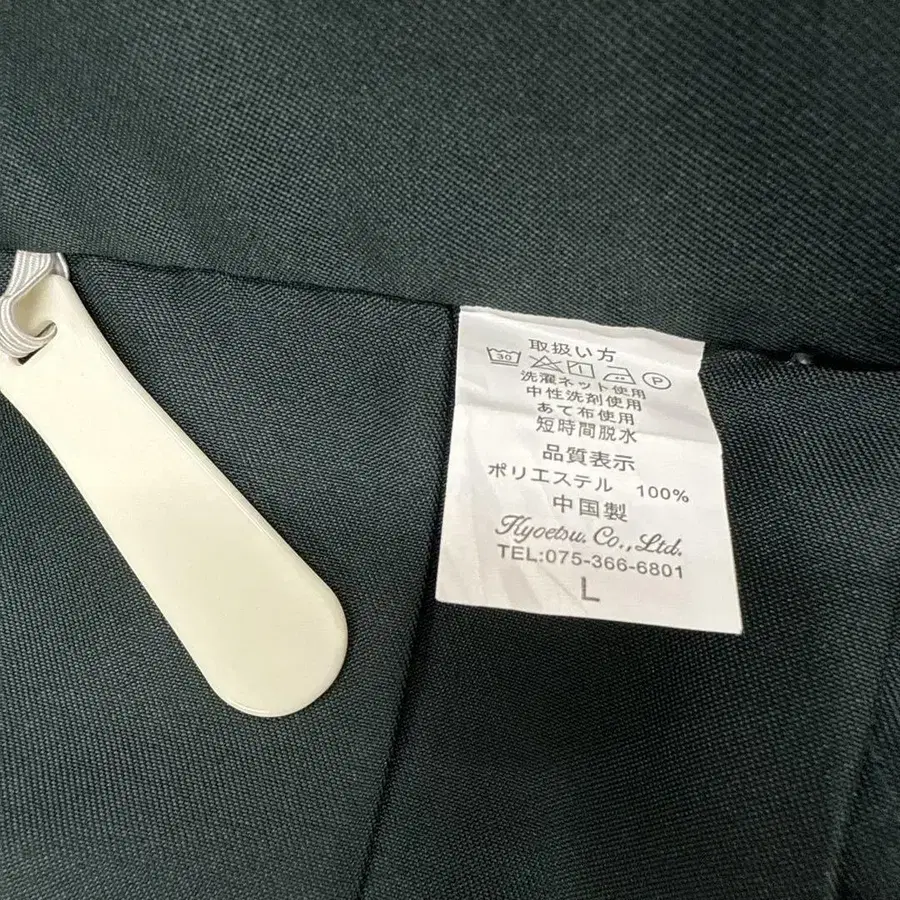 取扱い方
30 P
洗濯ネット使用
中性洗剤使用
あて布使用
短時間脱水
品質表示
ポリエステル 100%
中国製
Kyoetsu. Co., Ltd.
TEL:075-366-6801
L